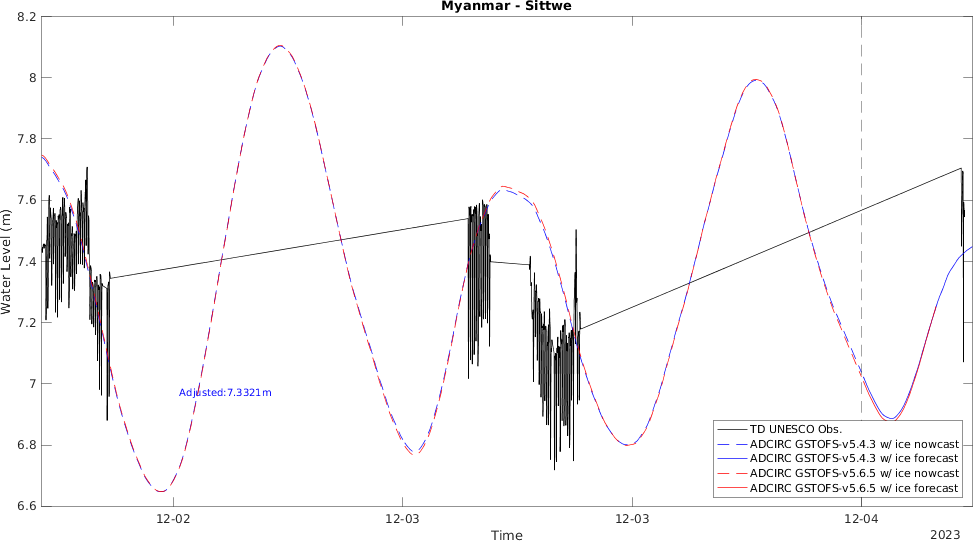 Myanmar - Sittwe
8.2
8
7.8
7.6
7.4
7.2
7
6.8
6.6
Water Level (m)
Adjusted:7.3321m
TD UNESCO Obs.
ADCIRC GSTOFS-v5.4.3 w/ ice nowcast
ADCIRC GSTOFS-v5.4.3 w/ ice forecast
ADCIRC GSTOFS-v5.6.5 w/ ice nowcast
ADCIRC GSTOFS-v5.6.5 w/ ice forecast
12-02
12-03
12-03
12-04
Time
2023